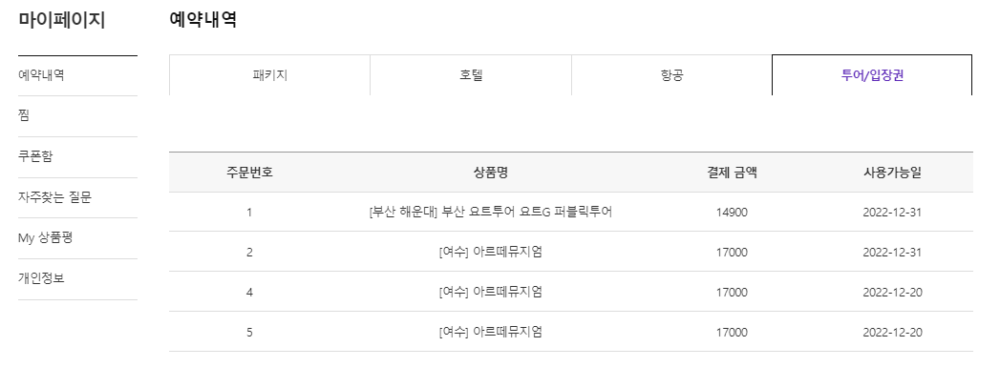 마이페이지
예약내역
찜
쿠폰함
자주찾는 질문
My 상품평
개인정보
예약내역
패키지 호텔 항공 투어/입장권
주문번호 상품명 결제 금액 사용가능일
1 [부산 해운대] 부산 요트투어 요트G 퍼블릭투어 14900 2022-12-31
2 [여수] 아르떼뮤지엄 17000 2022-12-31
4 [여수] 아르떼뮤지엄 17000 2022-12-20
5 [여수] 아르떼뮤지엄 17000 2022-12-20